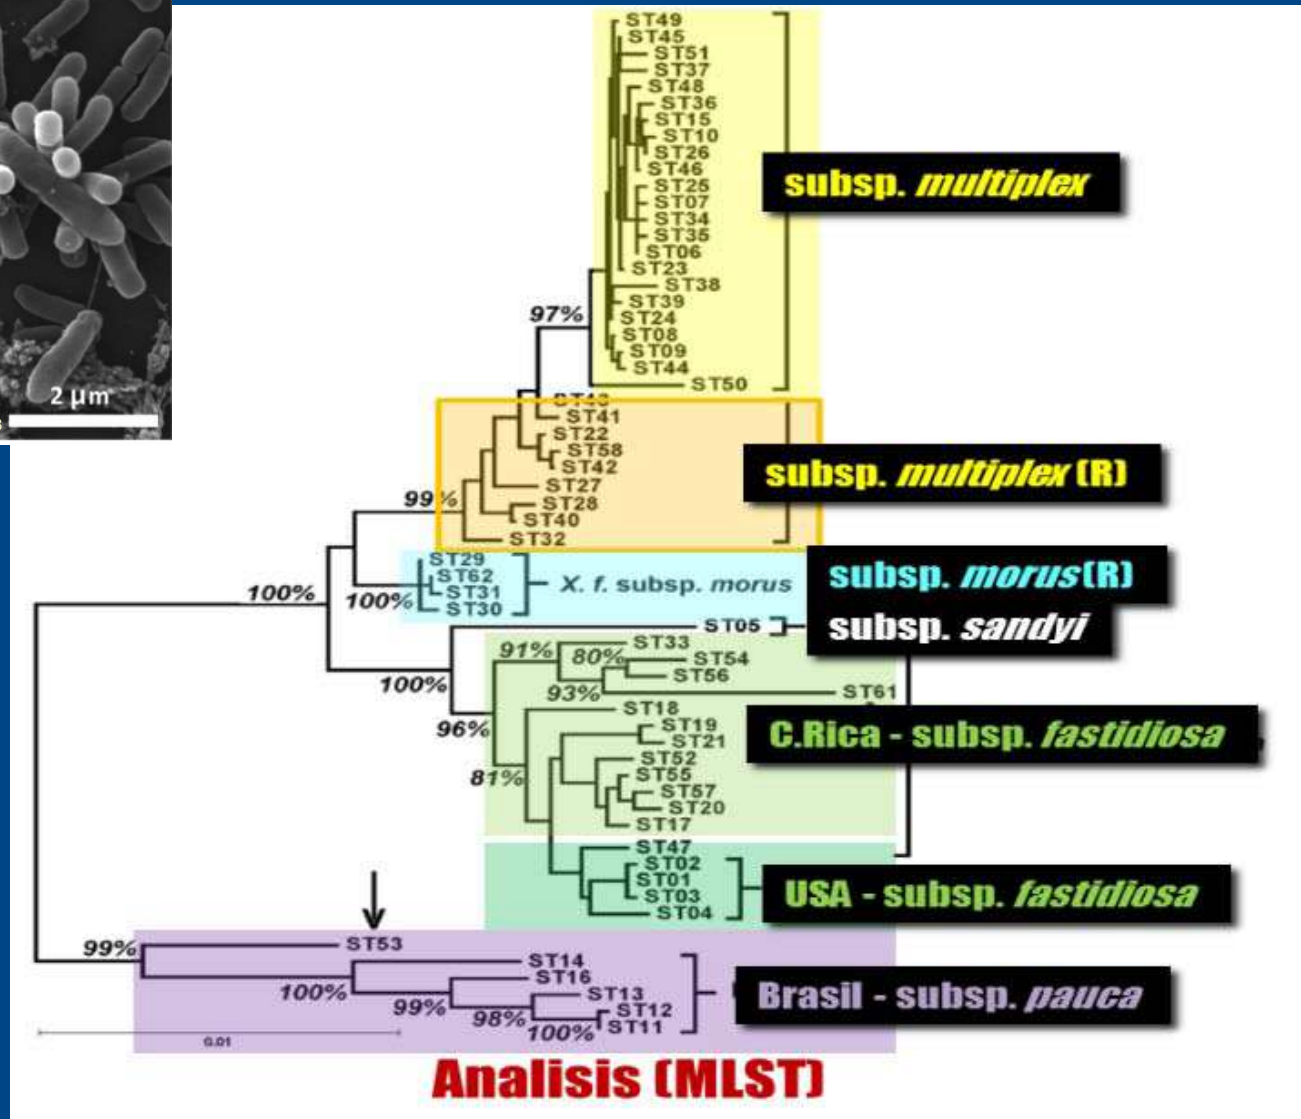 2 µm
ST49
ST45
ST51
ST37
ST48
ST36
ST15
ST10
ST26
ST46
ST25
ST07
ST34
ST35
ST06
ST23
ST38
ST39
ST24
ST08
ST09
ST44
ST50
97%
subsp. multiplex
ST41
ST22
ST58
ST42
ST27
ST28
ST40
ST32
99%
subsp. multiplex (R)
ST29
ST62
ST31
ST30
100%
100%
X. f. subsp. morus
subsp. morus(R)
ST05
subsp. sandyi
ST33
ST54
ST56
ST61
91%
80%
93%
100%
96%
ST18
ST19
ST21
ST52
ST55
ST57
ST20
ST17
81%
C.Rica - subsp. fastidiosa
ST47
ST02
ST01
ST03
ST04
USA - subsp. fastidiosa
99%
ST53
ST14
ST16
ST13
ST12
ST11
100%
99%
98%
100%
Brasil - subsp. pauca
0.01
Analisis (MLST)